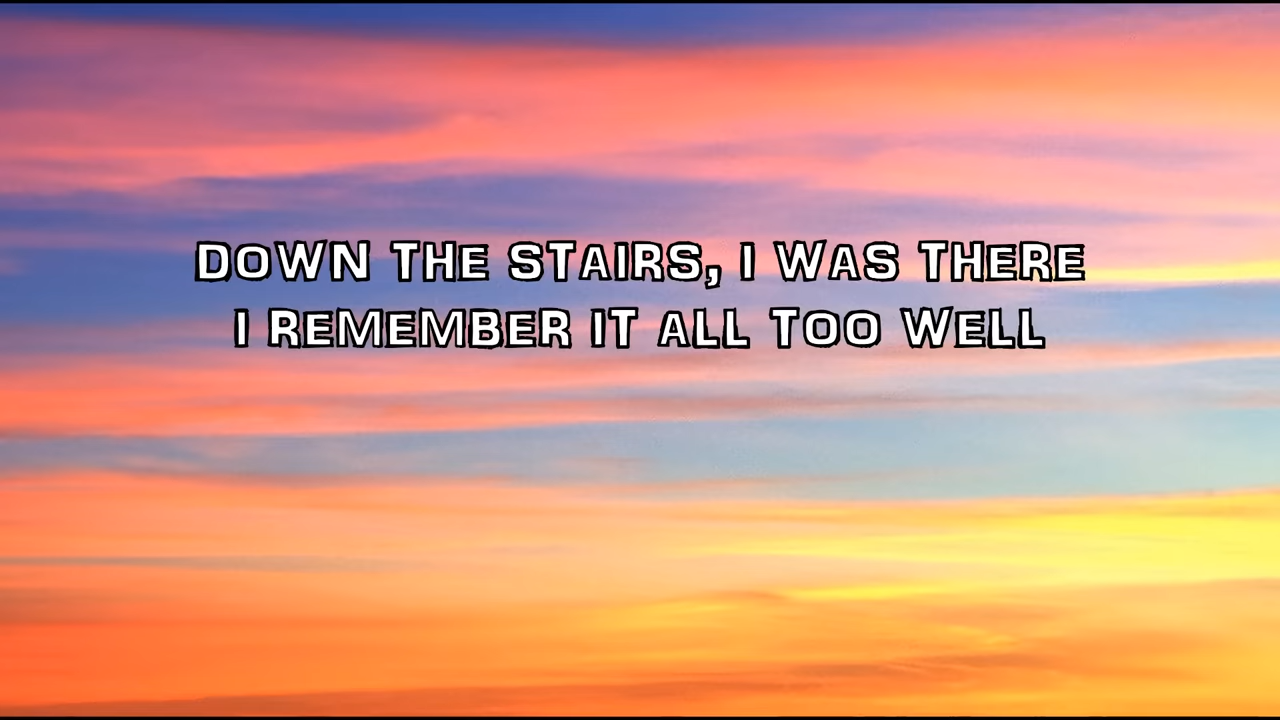 DOWN THE STAIRS, I WAS THERE
I REMEMBER IT ALL TOO WELL